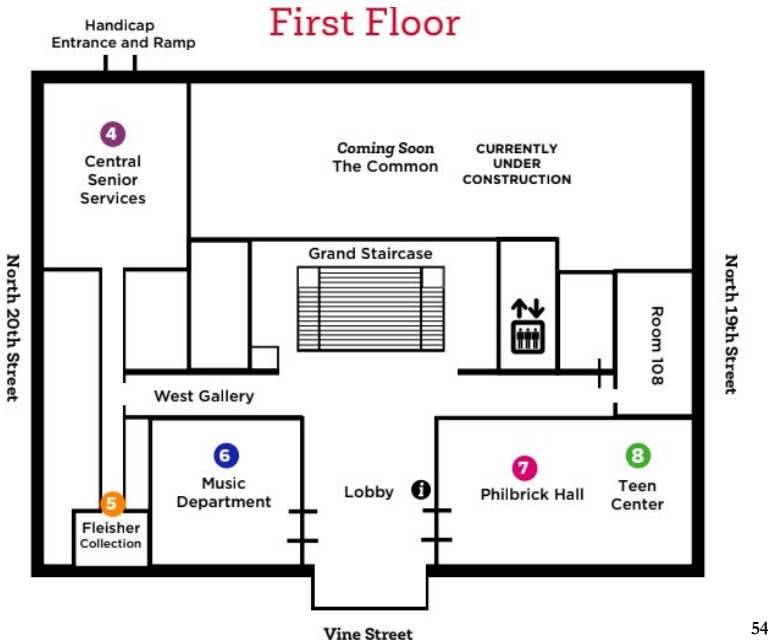 First Floor
Handicap
Entrance and Ramp
4
Central
Senior
Services
Coming Soon
The Common
CURRENTLY
UNDER
CONSTRUCTION
Grand Staircase
North 20th Street
North 19th Street
Room 108
West Gallery
6
Music
Department
Lobby
i
7
Philbrick Hall
8
Teen
Center
5
Fleisher
Collection
Vine Street
54